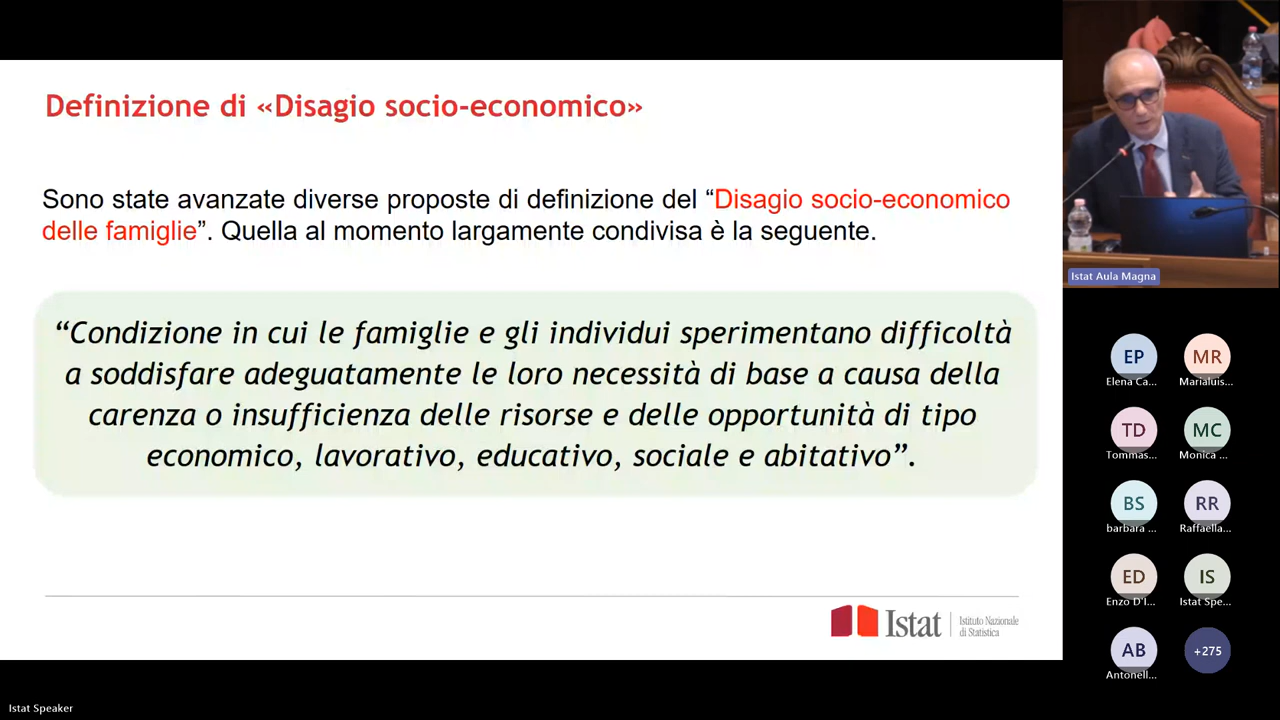 Definizione di «Disagio socio-economico»
Sono state avanzate diverse proposte di definizione del “Disagio socio-economico
delle famiglie”. Quella al momento largamente condivisa è la seguente.
“Condizione in cui le famiglie e gli individui sperimentano difficoltà
a soddisfare adeguatamente le loro necessità di base a causa della
carenza o insufficienza delle risorse e delle opportunità di tipo
economico, lavorativo, educativo, sociale e abitativo”.
Istat
Istituto Nazionale
di Statistica
Istat Speaker
Istat Aula Magna
EP
MR
Elena Ca...
Marialuis...
TD
MC
Tommas...
Monica ...
BS
RR
barbara ...
Raffaella...
ED
IS
Enzo D'I...
Istat Spe...
AB
+275
Antonell...